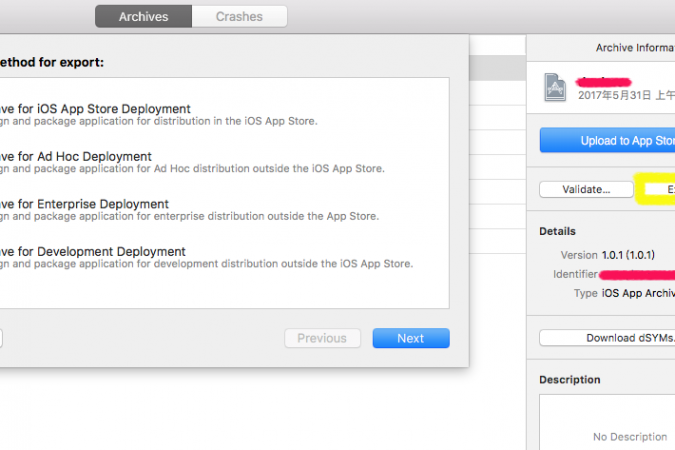 Archives Crashes
ethod for export:
ve for iOS App Store Deployment
gn and package application for distribution in the iOS App Store.
ve for Ad Hoc Deployment
gn and package application for Ad Hoc distribution outside the iOS App Store.
ve for Enterprise Deployment
gn and package application for enterprise distribution outside the App Store.
ve for Development Deployment
gn and package application for development distribution outside the iOS App Store.
Previous Next
Archive Informat
2017年5月31日 上午
Upload to App Stor
Validate... E
Details
Version 1.0.1 (1.0.1)
Identifier
Type iOS App Archiv
Download dSYMs.
Description
No Description